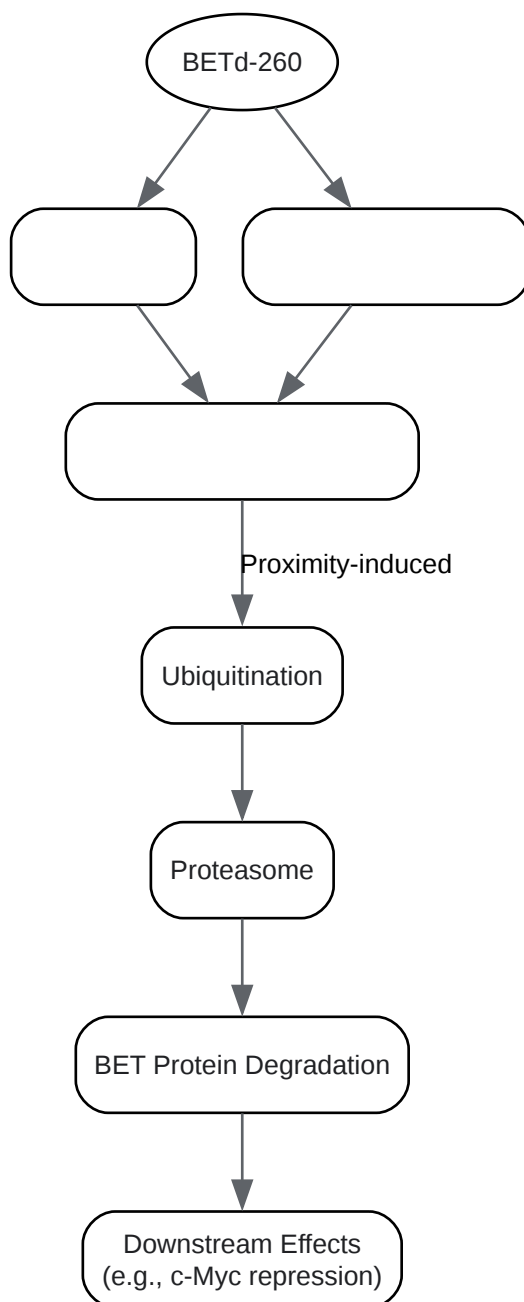 BETd-260
Proximity-induced
Ubiquitination
Proteasome
BET Protein Degradation
Downstream Effects
(e.g., c-Myc repression)